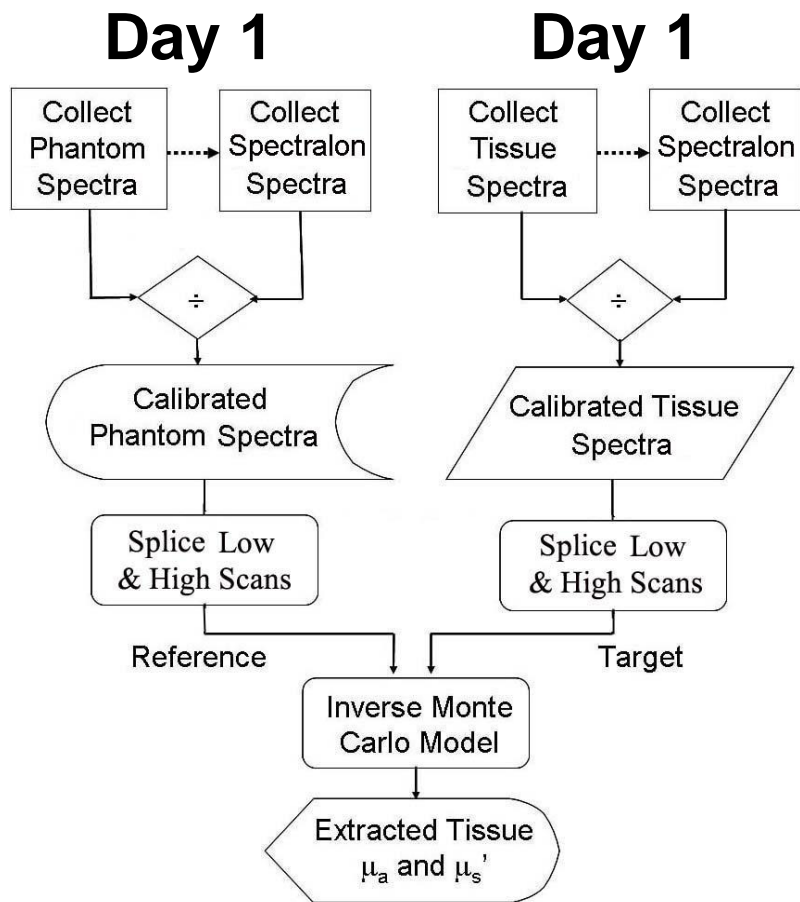 Day 1
Day 1
Collect
Phantom
Spectra
Collect
Spectralon
Spectra
Collect
Tissue
Spectra
Collect
Spectralon
Spectra
÷
÷
Calibrated
Phantom Spectra
Calibrated Tissue
Spectra
Splice Low
& High Scans
Splice Low
& High Scans
Reference
Target
Inverse Monte
Carlo Model
Extracted Tissue
μa and μs'